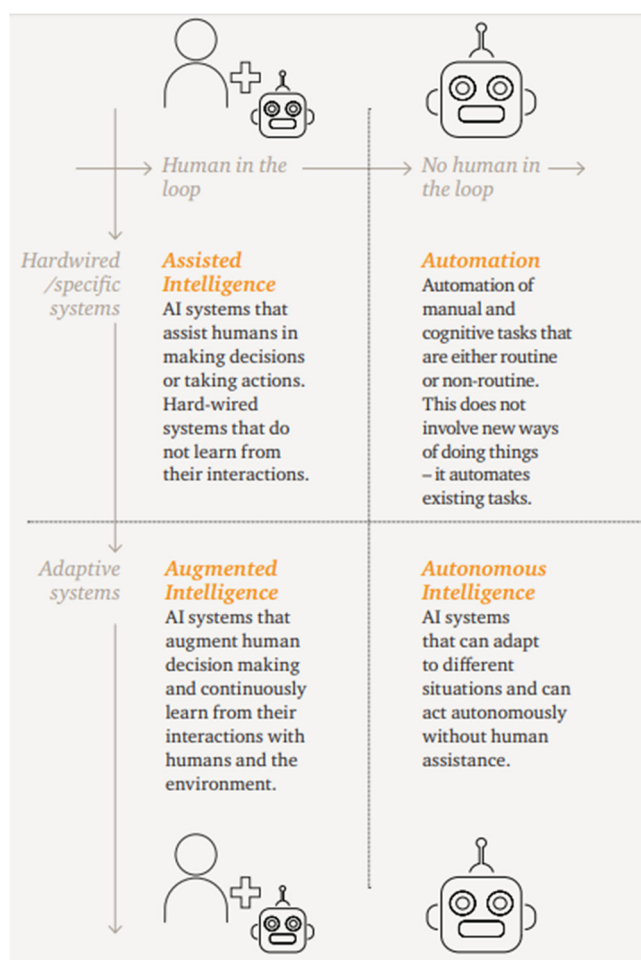 Human in the
loop
No human in
the loop
Hardwired
/specific
systems
Assisted
Intelligence
AI systems that
assist humans in
making decisions
or taking actions.
Hard-wired
systems that do
not learn from
their interactions.
Automation
Automation of
manual and
cognitive tasks that
are either routine
or non-routine.
This does not
involve new ways
of doing things
– it automates
existing tasks.
Adaptive
systems
Augmented
Intelligence
AI systems that
augment human
decision making
and continuously
learn from their
interactions with
humans and the
environment.
Autonomous
Intelligence
AI systems
that can adapt
to different
situations and can
act autonomously
without human
assistance.